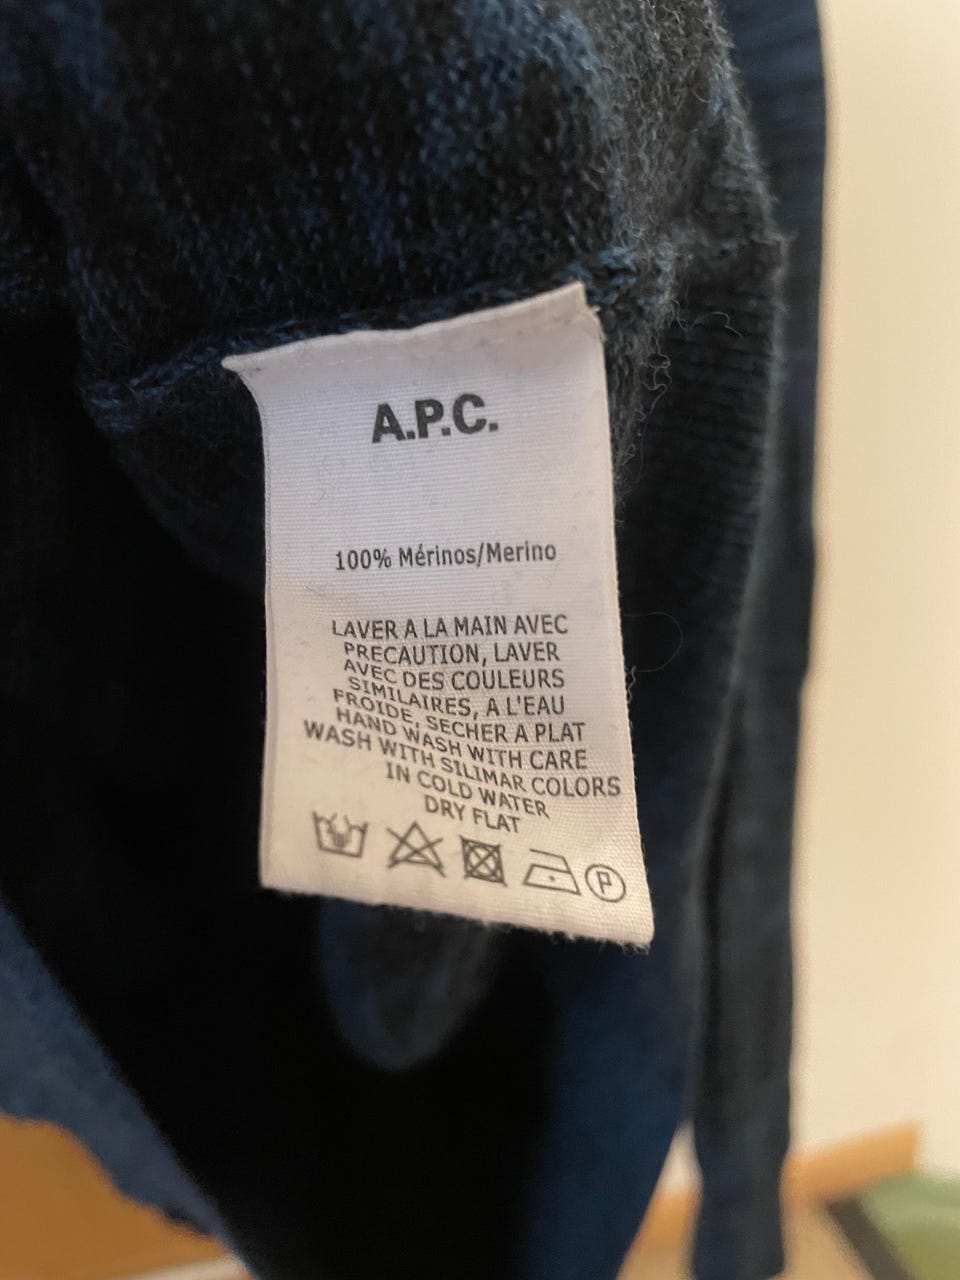 A.P.C.
100% Mérinos/Merino
LAVER A LA MAIN AVEC
PRECAUTION, LAVER
AVEC DES COULEURS
SIMILAIRES, A L'EAU
FROIDE, SECHER A PLAT
HAND WASH WITH CARE
WASH WITH SILIMAR COLORS
IN COLD WATER
DRY FLAT
P